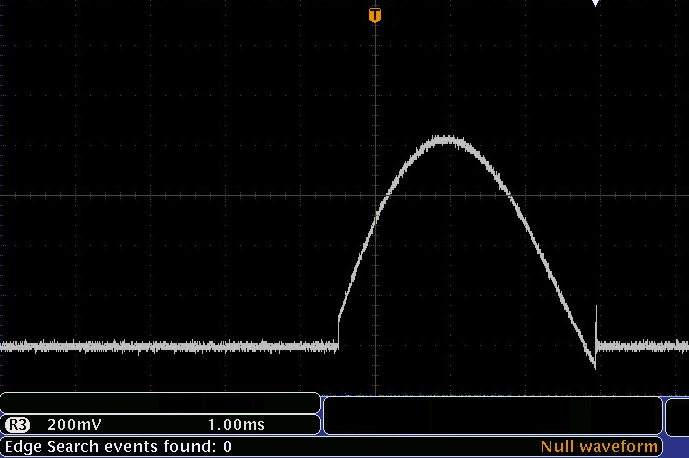 T
R3 200mV 1.00ms
Edge Search events found: 0 Null waveform